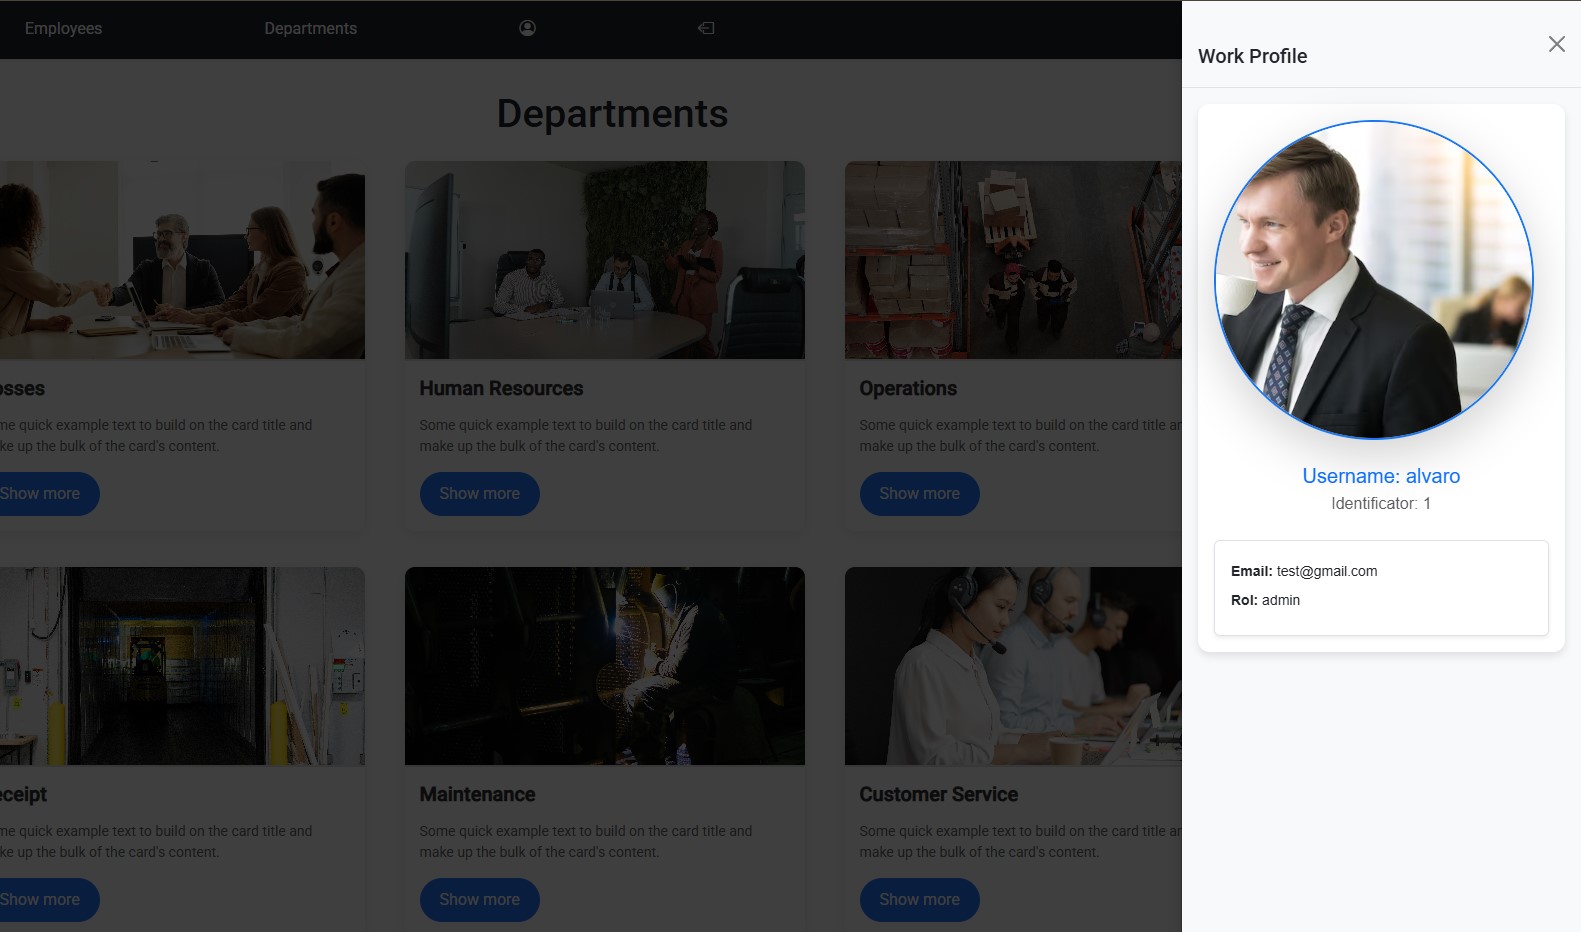 Employees
Departments
Work Profile
Departments
Username: alvaro
Identificator: 1
Email: test@gmail.com
Rol: admin
osses
me quick example text to build on the card title and
ke up the bulk of the card's content.
Show more
Human Resources
Some quick example text to build on the card title and
make up the bulk of the card's content.
Show more
Operations
Some quick example text to build on the card title ar
make up the bulk of the card's content.
Show more
eceipt
me quick example text to build on the card title and
ke up the bulk of the card's content.
Show more
Maintenance
Some quick example text to build on the card title and
make up the bulk of the card's content.
Show more
Customer Service
Some quick example text to build on the card title ar
make up the bulk of the card's content.
Show more